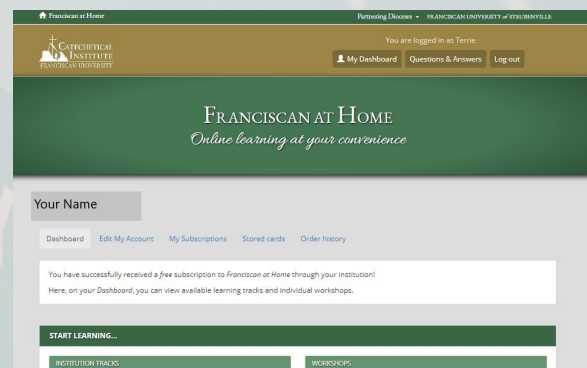 Franciscan at Home
Partnering Dioceses
FRANCISCAN UNIVERSITY of STEUBENVILLE
CATECHETICAL
INSTITUTE
FRANCISCAN UNIVERSITY
You are logged in as Terrie
My Dashboard Questions & Answers Log out
FRANCISCAN AT HOME
Online learning at your convenience
Your Name
Dashboard Edit My Account My Subscriptions Stored cards Order history
You have successfully received a free subscription to Franciscan at Home through your institution!
Here, on your Dashboard, you can view available learning tracks and individual workshops.
START LEARNING...
INSTITUTION TRACKS
WORKSHOPS